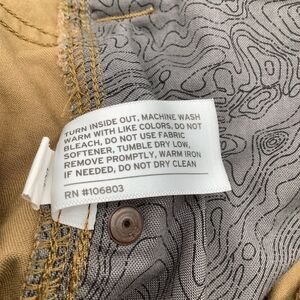 TURN INSIDE OUT, MACHINE WASH
WARM WITH LIKE COLORS, DO NOT
BLEACH, DO NOT USE FABRIC
SOFTENER, TUMBLE DRY LOW,
REMOVE PROMPTLY, WARM IRON
IF NEEDED, DO NOT DRY CLEAN
RN #106803